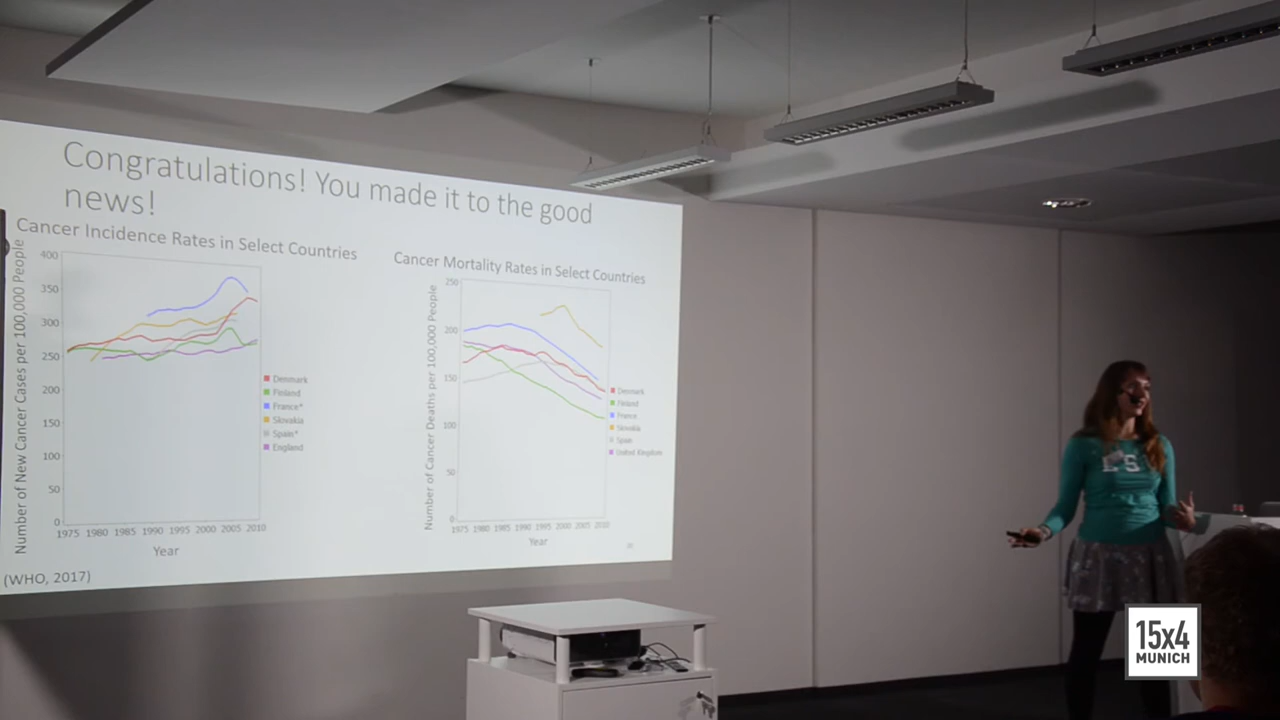 Congratulations! You made it to the good
news!
Cancer Incidence Rates in Select Countries
Number of New Cancer Cases per 100,000 People
400
350
300
250
200
150
100
50
0
1975 1980 1985 1990 1995 2000 2005 2010
Year
Denmark
Finland
France*
Slovakia
Spain*
England
Cancer Mortality Rates in Select Countries
Number of Cancer Deaths per 100,000 People
250
200
150
100
50
0
1975 1980 1985 1990 1995 2000 2005 2010
Year
Denmark
Finland
France
Slovakia
Spain
United Kingdom
(WHO, 2017)
15x4
MUNICH